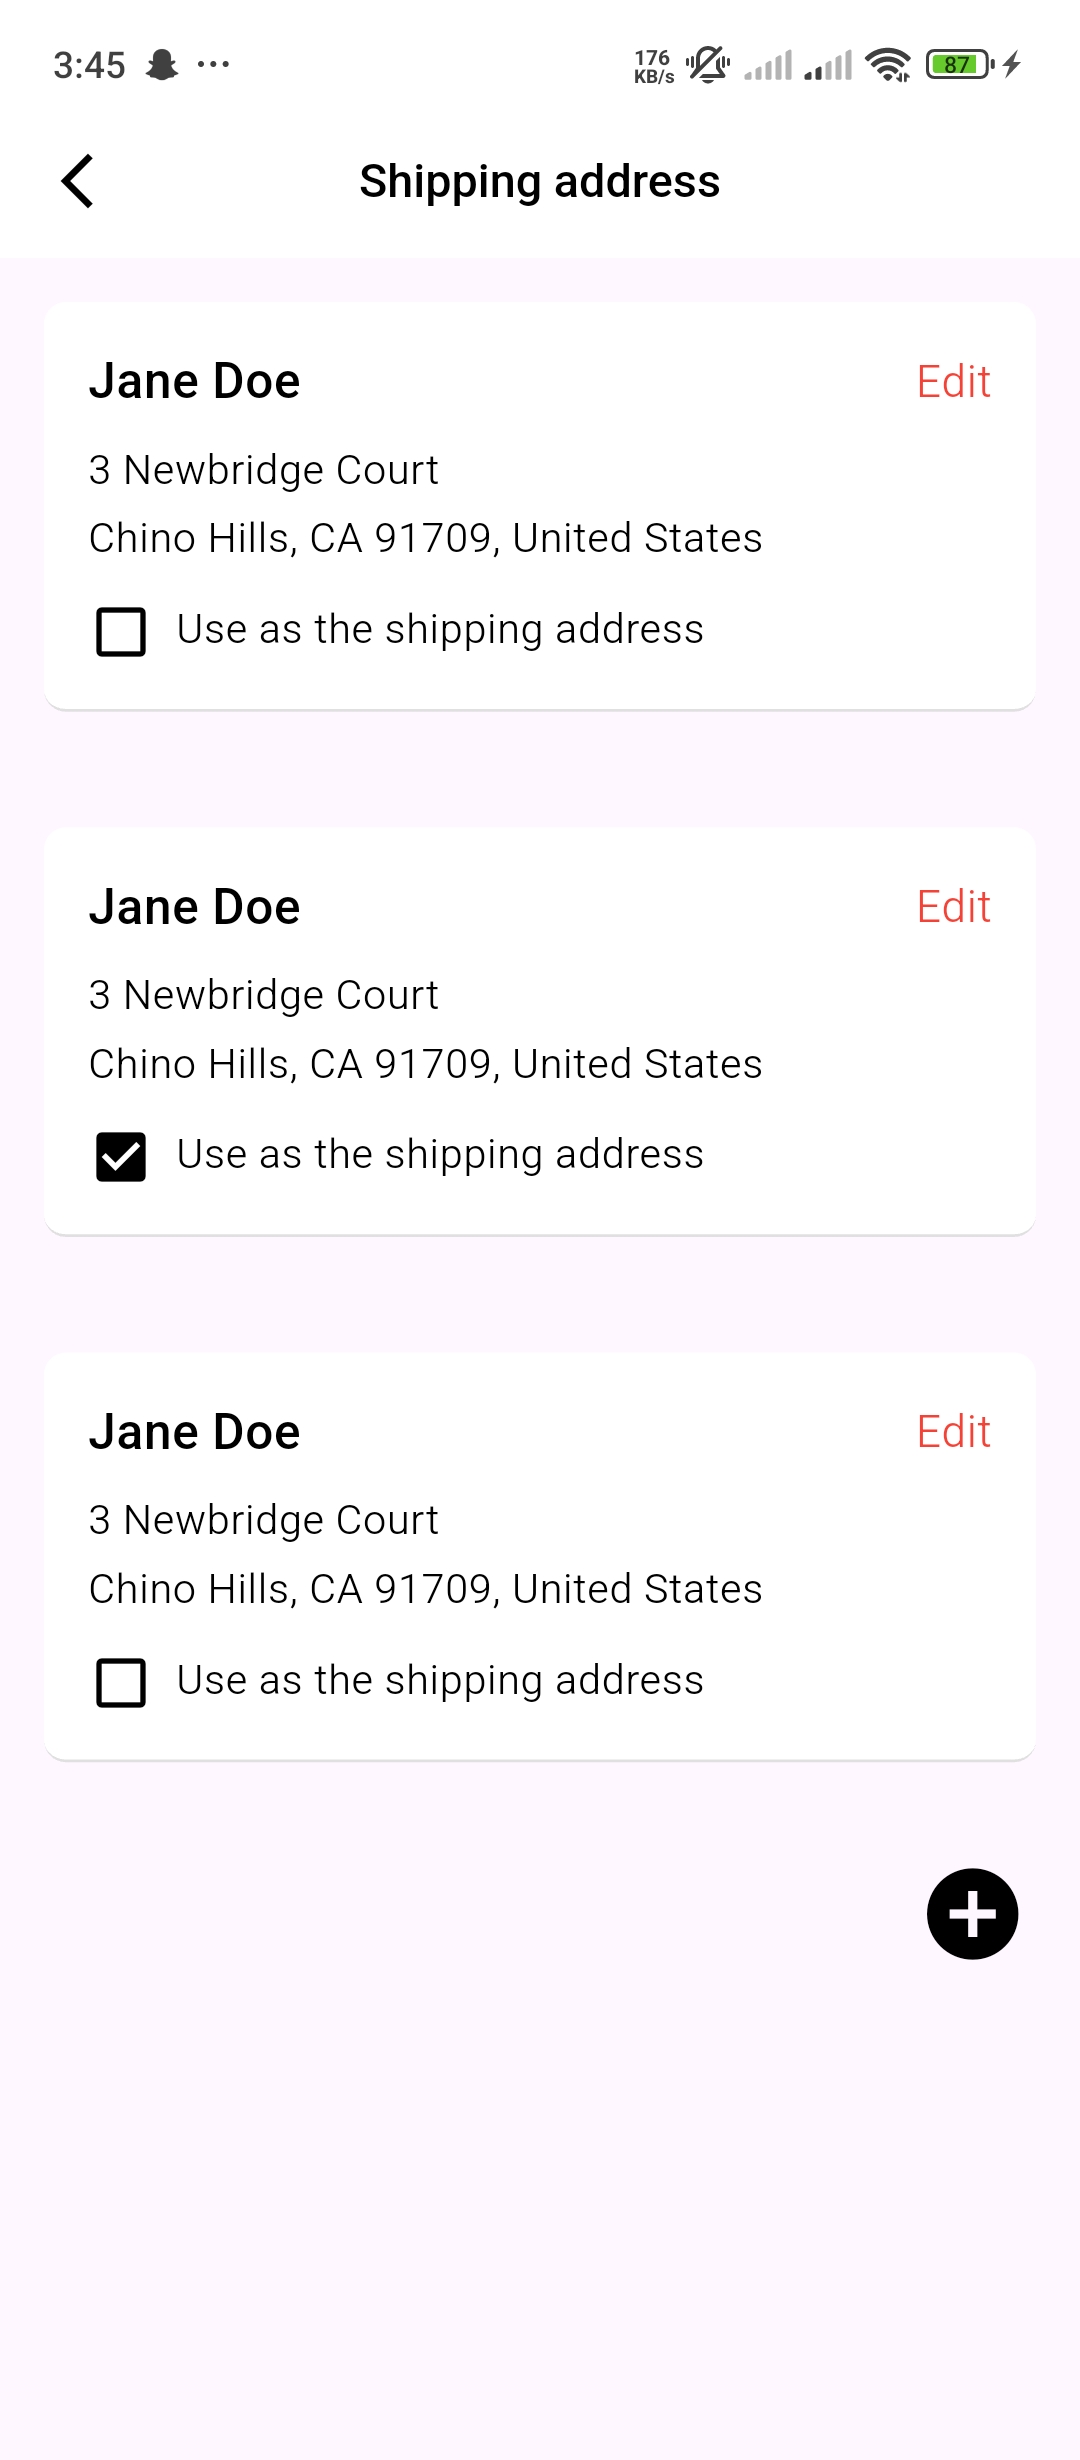 3:45 ... 176 KB/s 87
Shipping address
Jane Doe Edit
3 Newbridge Court
Chino Hills, CA 91709, United States
Use as the shipping address
Jane Doe Edit
3 Newbridge Court
Chino Hills, CA 91709, United States
Use as the shipping address
Jane Doe Edit
3 Newbridge Court
Chino Hills, CA 91709, United States
Use as the shipping address